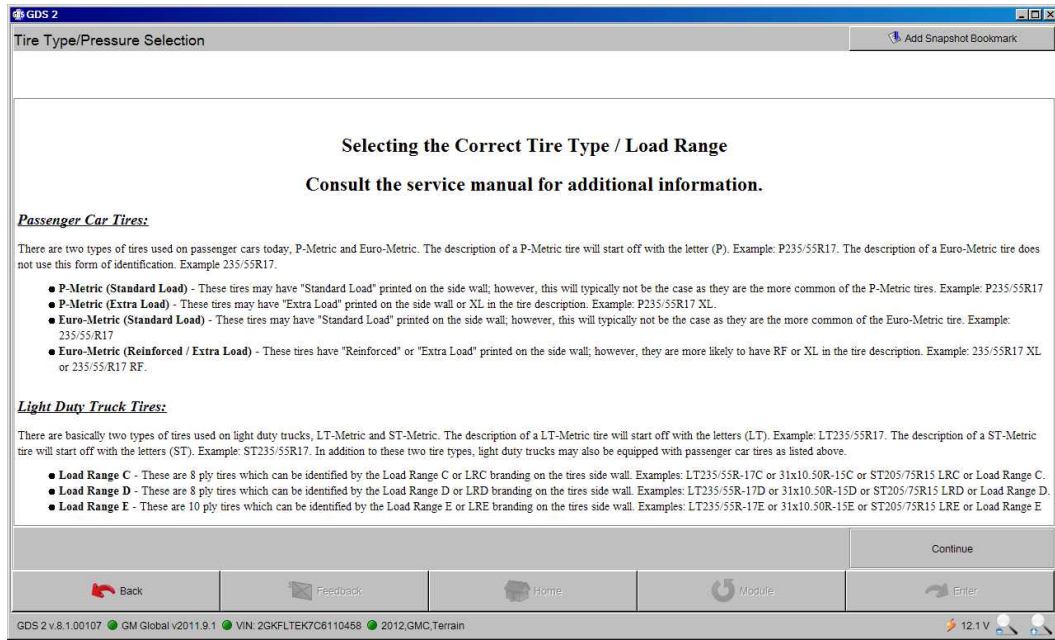 GDS 2
Tire Type/Pressure Selection
Add Snapshot Bookmark
Selecting the Correct Tire Type / Load Range
Consult the service manual for additional information.
Passenger Car Tires:
There are two types of tires used on passenger cars today, P-Metric and Euro-Metric. The description of a P-Metric tire will start off with the letter (P). Example: P235/55R17. The description of a Euro-Metric tire does
not use this form of identification. Example 235/55R17.
● P-Metric (Standard Load) - These tires may have "Standard Load" printed on the side wall; however, this will typically not be the case as they are the more common of the P-Metric tires. Example: P235/55R17
● P-Metric (Extra Load) - These tires may have "Extra Load" printed on the side wall or XL in the tire description. Example: P235/55R17 XL.
● Euro-Metric (Standard Load) - These tires may have "Standard Load" printed on the side wall; however, this will typically not be the case as they are the more common of the Euro-Metric tire. Example:
235/55/R17
● Euro-Metric (Reinforced / Extra Load) - These tires have "Reinforced" or "Extra Load" printed on the side wall; however, they are more likely to have RF or XL in the tire description. Example: 235/55R17 XL
or 235/55/R17 RF.
Light Duty Truck Tires:
There are basically two types of tires used on light duty trucks, LT-Metric and ST-Metric. The description of a LT-Metric tire will start off with the letters (LT). Example: LT235/55R17. The description of a ST-Metric
tire will start off with the letters (ST). Example: ST235/55R17. In addition to these two tire types, light duty trucks may also be equipped with passenger car tires as listed above.
● Load Range C - These are 8 ply tires which can be identified by the Load Range C or LRC branding on the tires side wall. Examples: LT235/55R-17C or 31x10.50R-15C or ST205/75R15 LRC or Load Range C.
● Load Range D - These are 8 ply tires which can be identified by the Load Range D or LRD branding on the tires side wall. Examples: LT235/55R-17D or 31x10.50R-15D or ST205/75R15 LRD or Load Range D.
● Load Range E - These are 10 ply tires which can be identified by the Load Range E or LRE branding on the tires side wall. Examples: LT235/55R-17E or 31x10.50R-15E or ST205/75R15 LRE or Load Range E
Continue
Back
Feedback
Home
Module
Enter
GDS 2 v.8.1.00107 GM Global v2011.9.1 VIN: 2GKFLTEK7C6110458 2012,GMC,Terrain 12.1 V